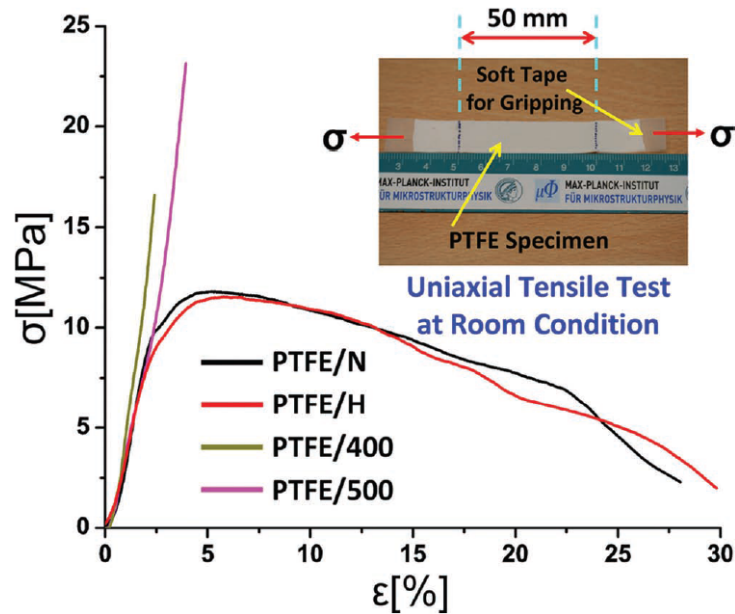 σ[MPa]
25
20
15
10
5
0
0
5
10
15
20
25
30
ε[%]
PTFE/N
PTFE/H
PTFE/400
PTFE/500
50 mm
Soft Tape
for Gripping
σ
σ
3 4 5 6 7 8 9 10 11 12 13
MAX-PLANCK-INSTITUT
FÜR MIKROSTRUKTURPHYSIK
μΦ
MAX-PLANCK-INSTITUT
FÜR MIKROSTRUKTURPHYSIK
PTFE Specimen
Uniaxial Tensile Test
at Room Condition